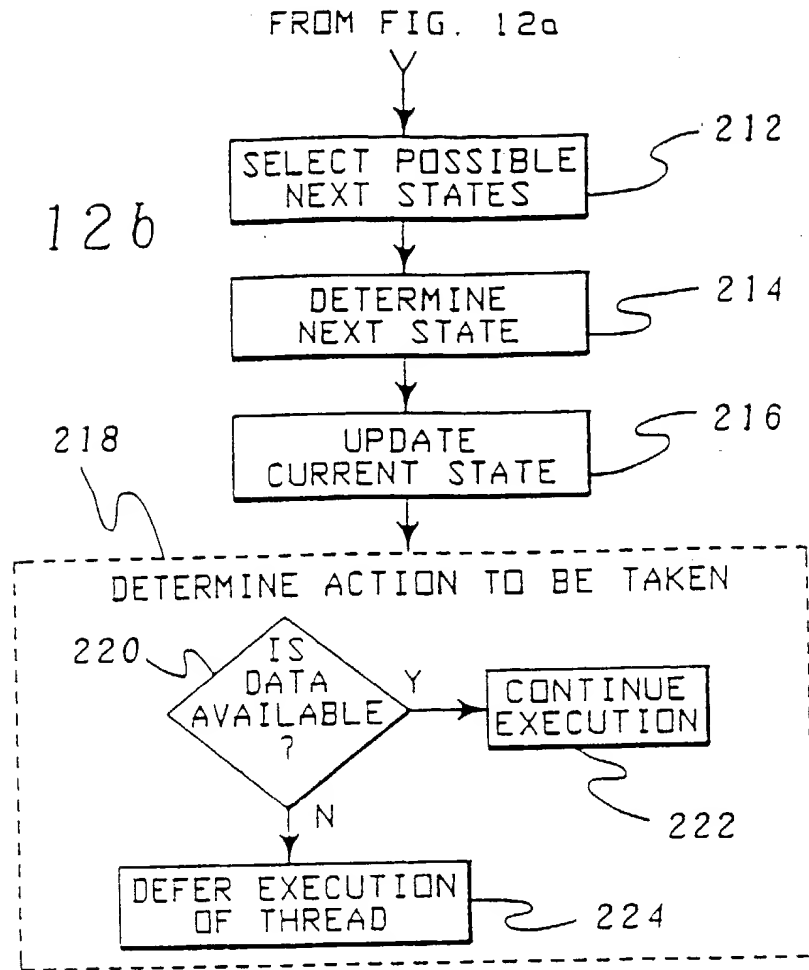 FROM FIG. 12a
212
SELECT POSSIBLE
NEXT STATES
12b
214
DETERMINE
NEXT STATE
216
UPDATE
CURRENT STATE
218
DETERMINE ACTION TO BE TAKEN
220
IS
DATA
AVAILABLE
?
Y
CONTINUE
EXECUTION
222
N
DEFER EXECUTION
OF THREAD
224